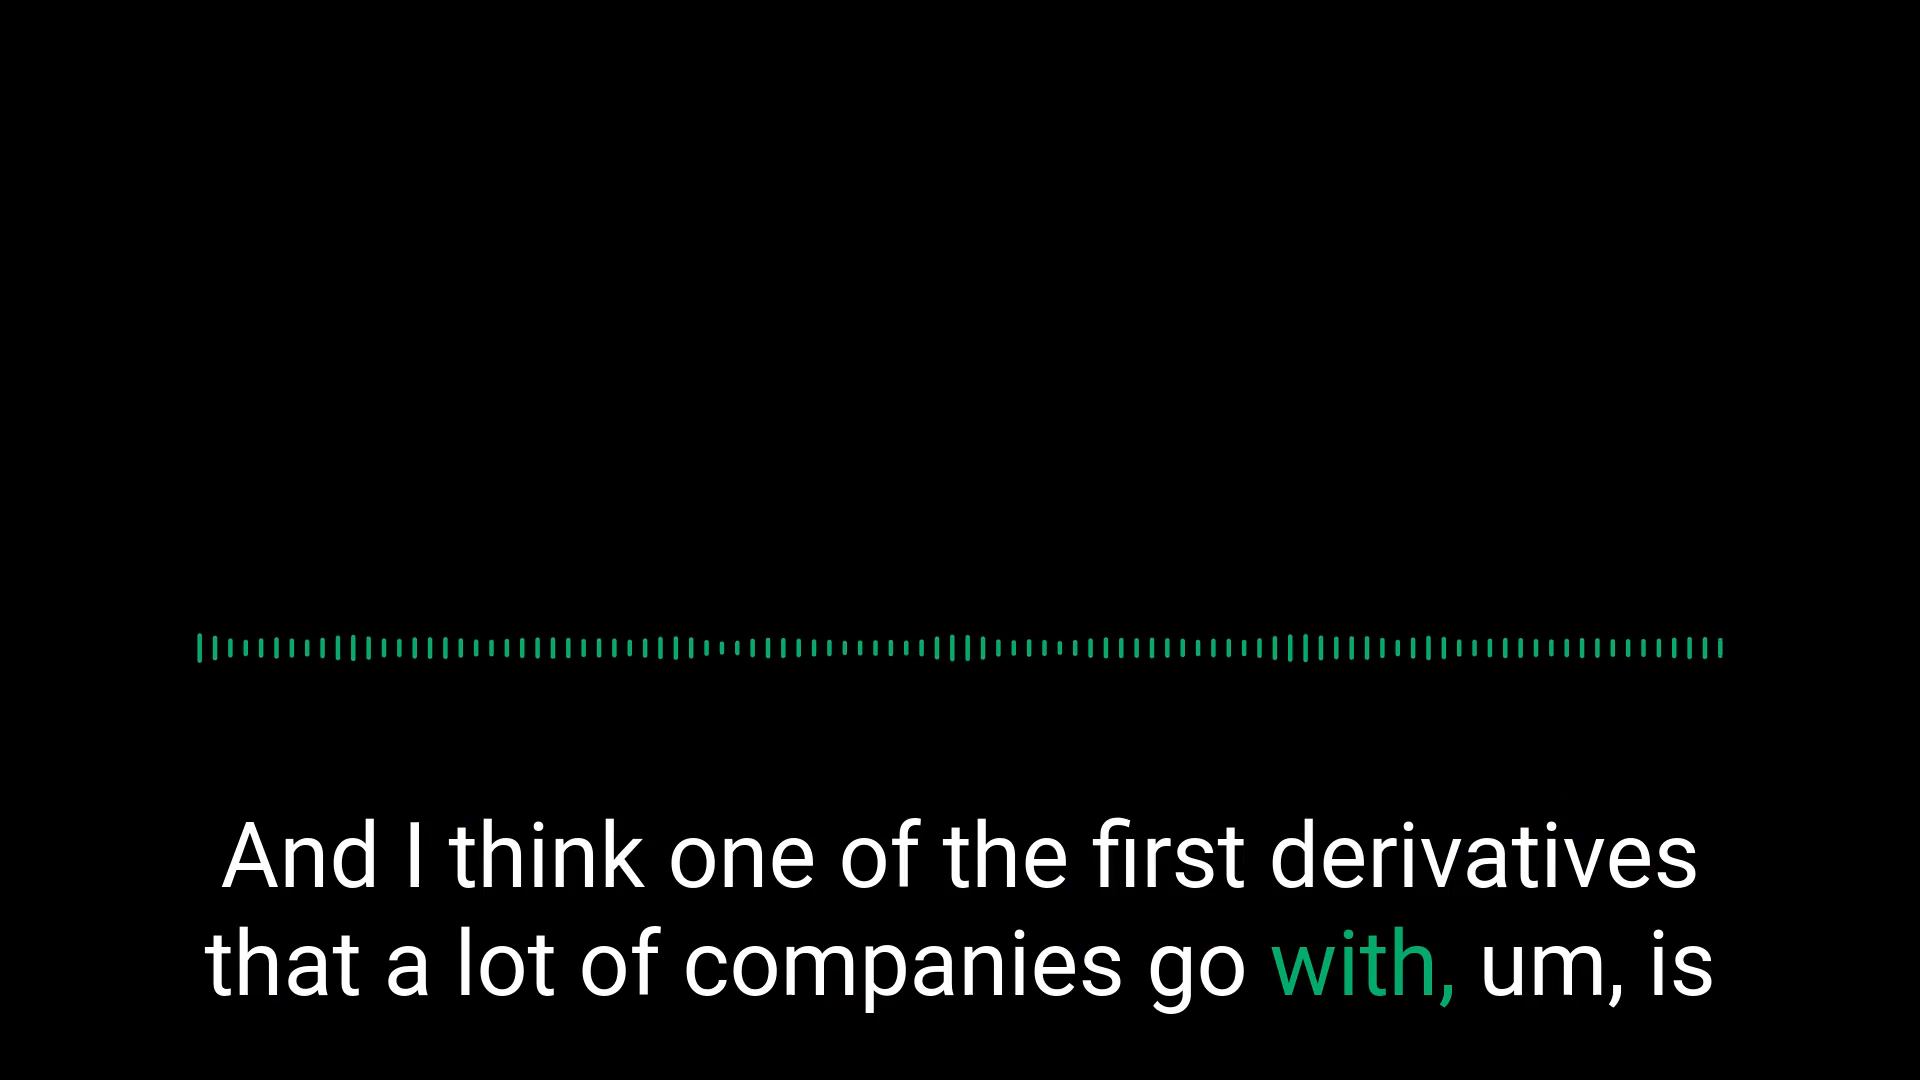 And I think one of the first derivatives
that a lot of companies go with, um, is